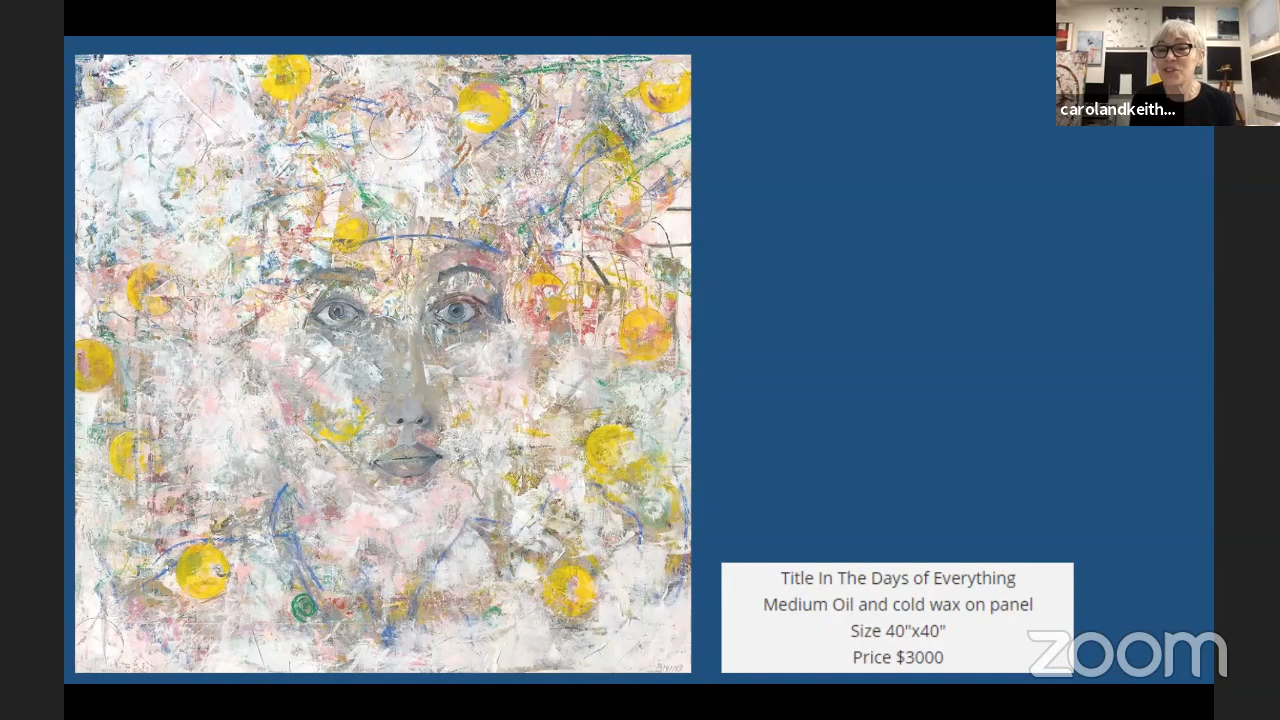 carolandkeith...
Title In The Days of Everything
Medium Oil and cold wax on panel
Size 40"x40"
Price $3000
zoom